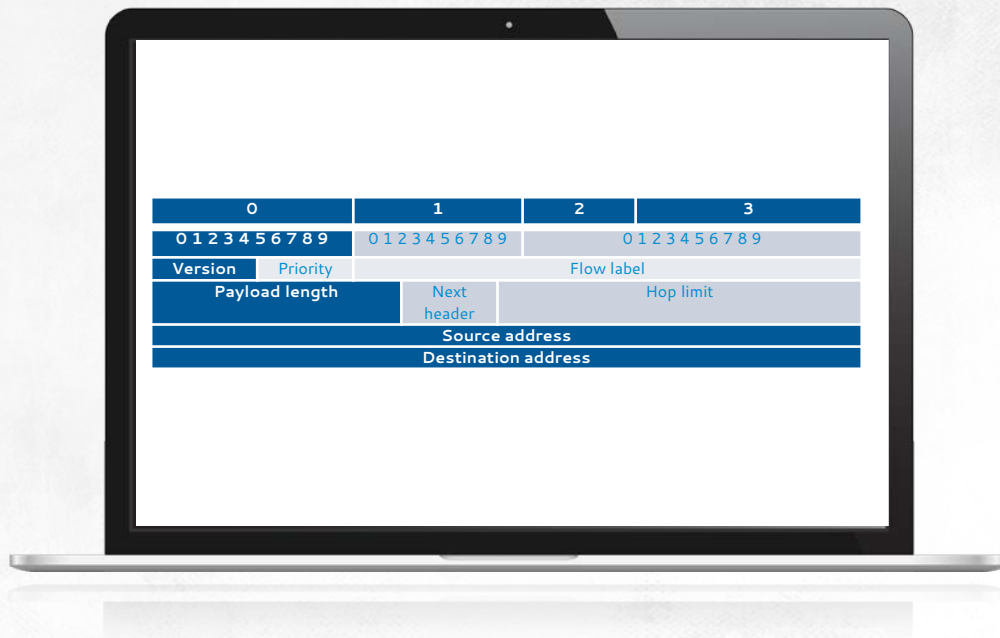 0 1 2 3
0 1 2 3 4 5 6 7 8 9 0 1 2 3 4 5 6 7 8 9 0 1 2 3 4 5 6 7 8 9
Version Priority Flow label
Payload length Next Hop limit
header
Source address
Destination address